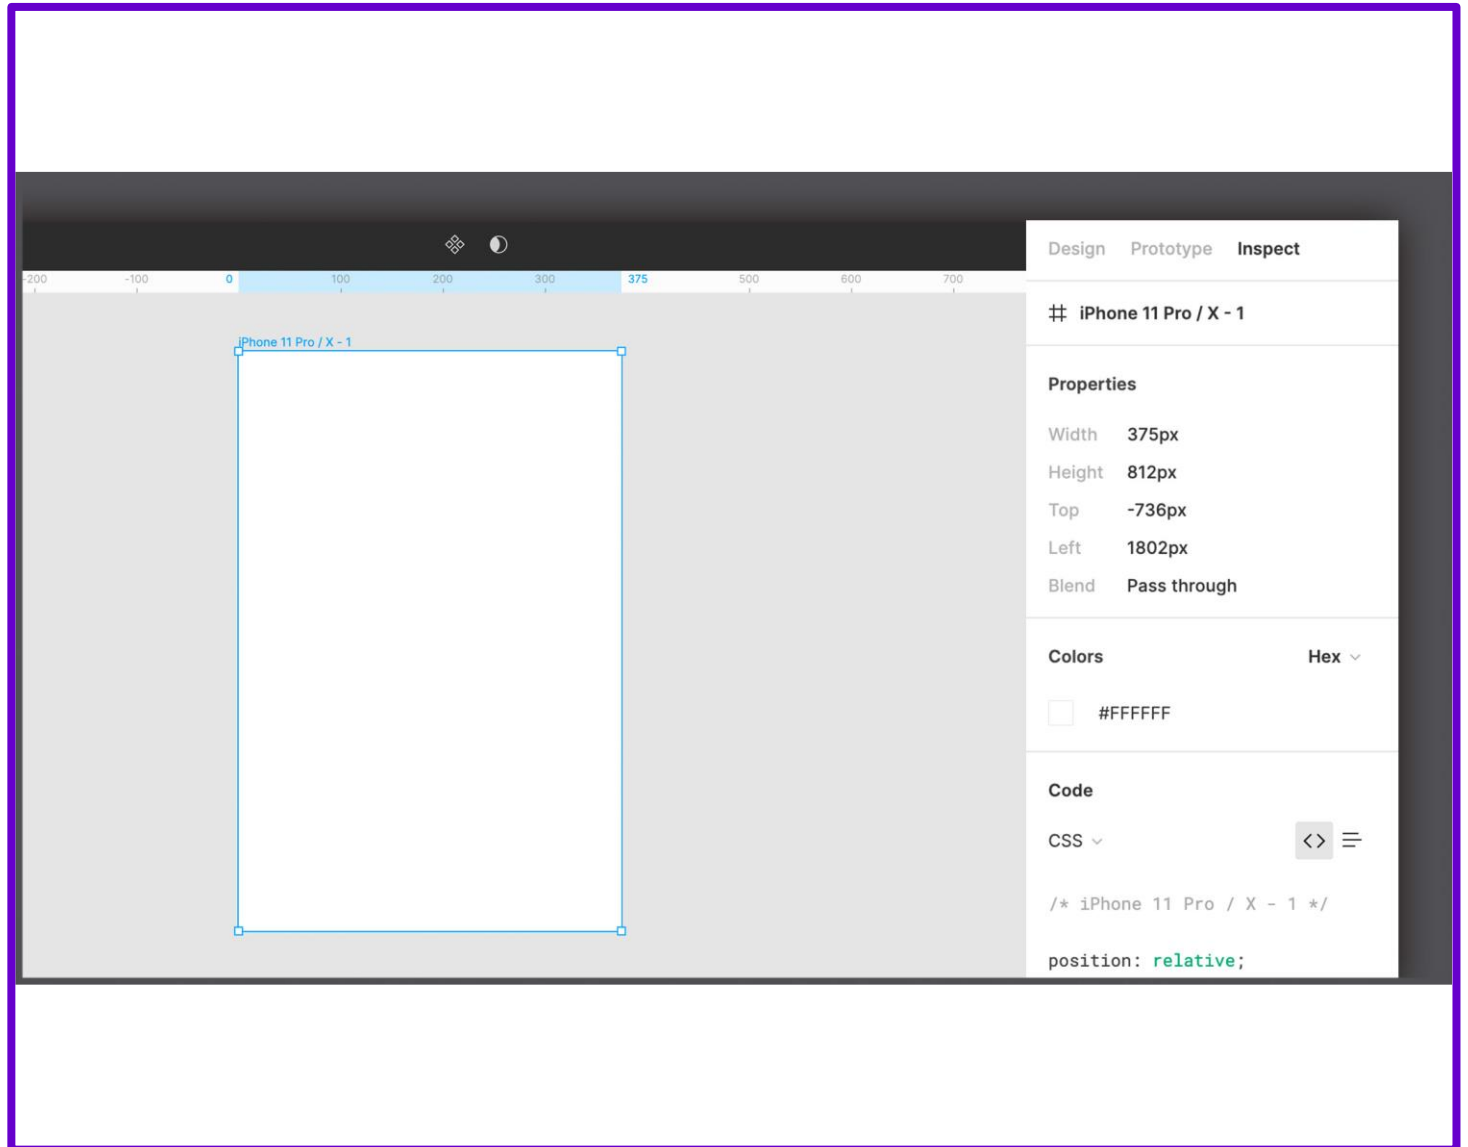 Design Prototype Inspect
-200 -100 0 100 200 300 375 500 600 700
iPhone 11 Pro / X - 1
iPhone 11 Pro / X - 1
Properties
Width 375px
Height 812px
Top -736px
Left 1802px
Blend Pass through
Colors Hex
#FFFFFF
Code
CSS
/* iPhone 11 Pro / X - 1 */
position: relative;